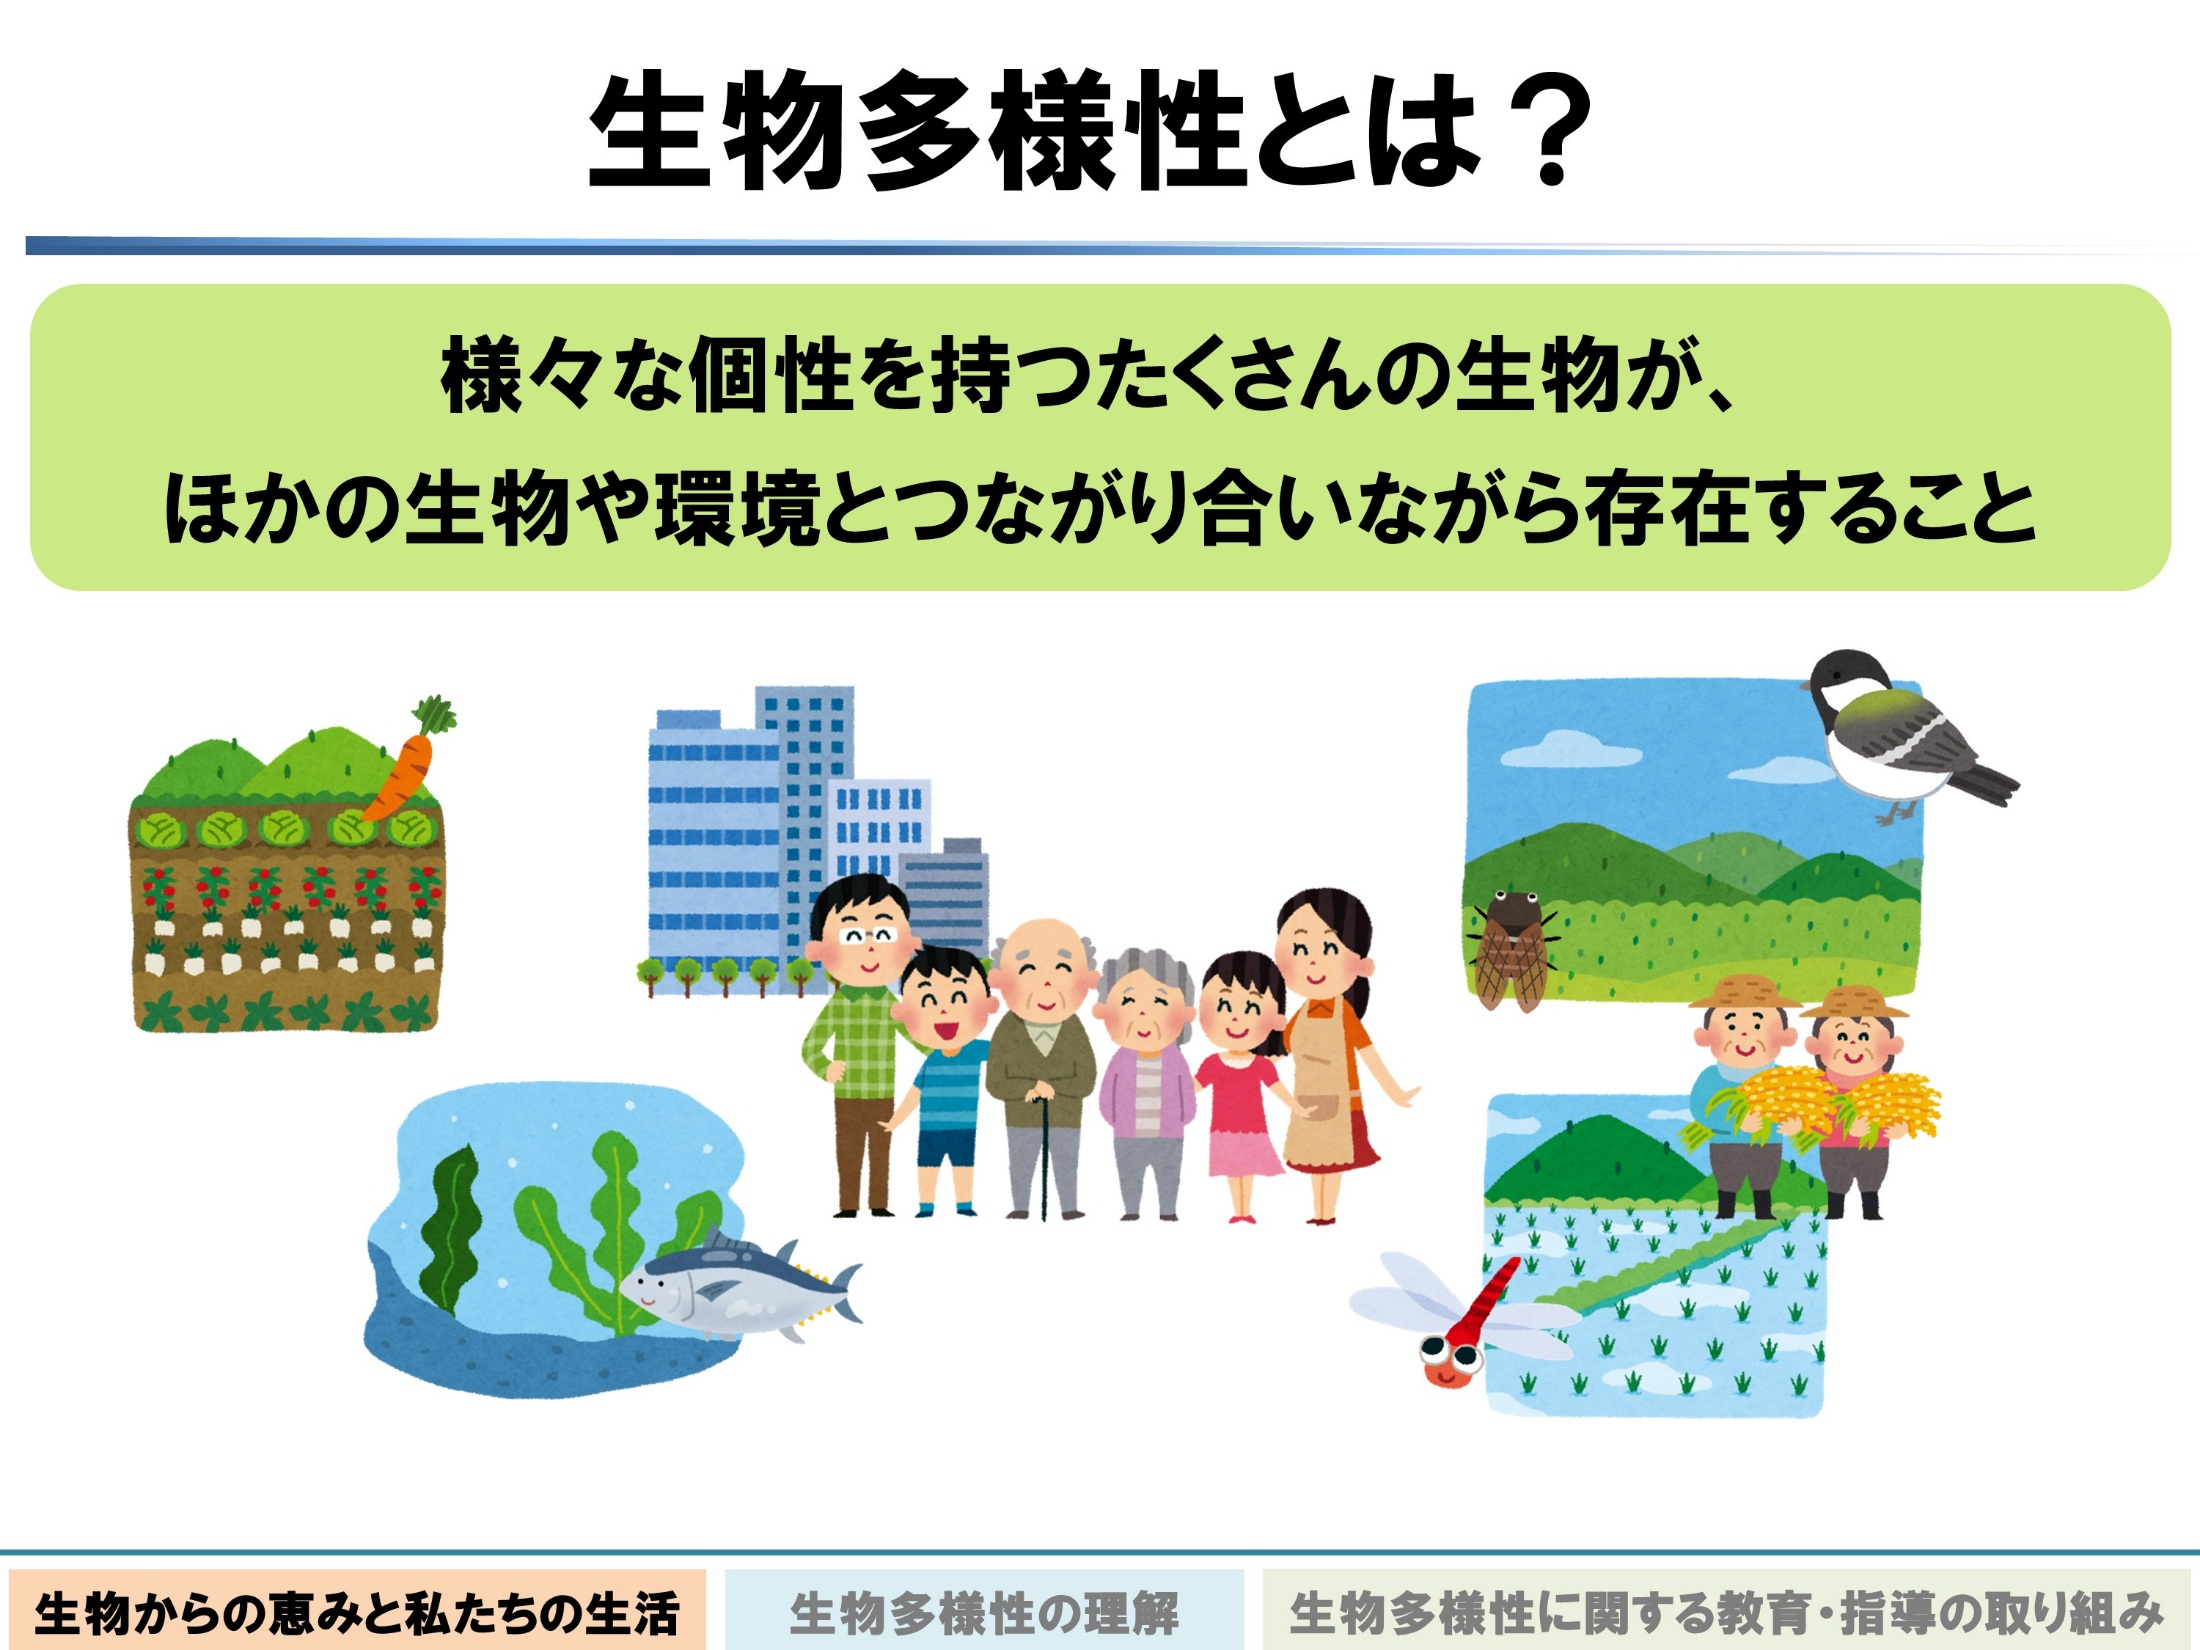 生物多様性とは？
様々な個性を持つたくさんの生物が、
ほかの生物や環境とつながり合いながら存在すること
生物からの恵みと私たちの生活
生物多様性の理解
生物多様性に関する教育・指導の取り組み